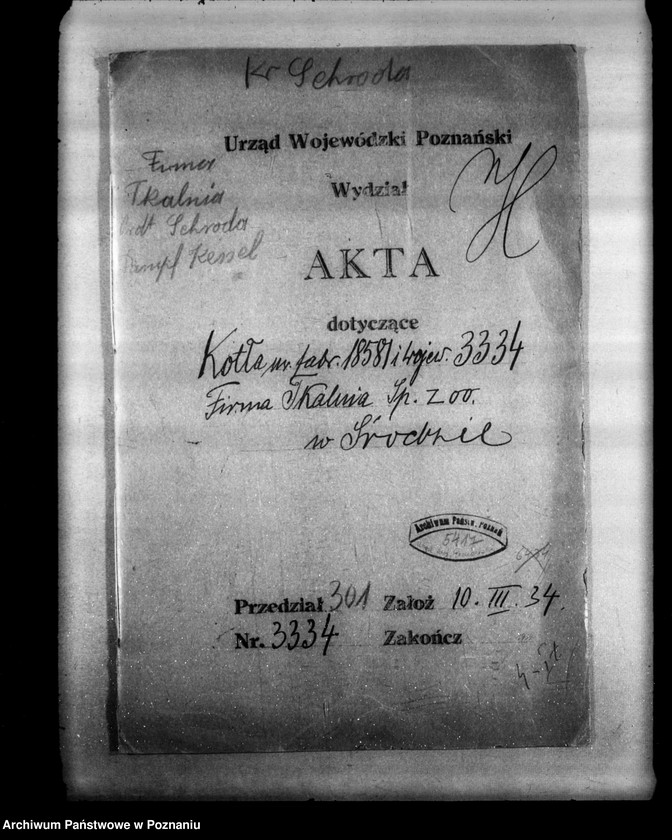 Kr Schroda
Urząd Wojewódzki Poznański
Firma
Tkalnia
Schroda
Dampf Kessel
Wydział
H
AKTA
dotyczące
Kotła nr. fabr. 18581 i wojew. 3334
Firma Tkalnia Sp. z oo.
w Środzie
Archiwum Państw. Poznań
5417
Przedział 301 Założ 10. III. 34.
Nr. 3334 Zakończ
Archiwum Państwowe w Poznaniu